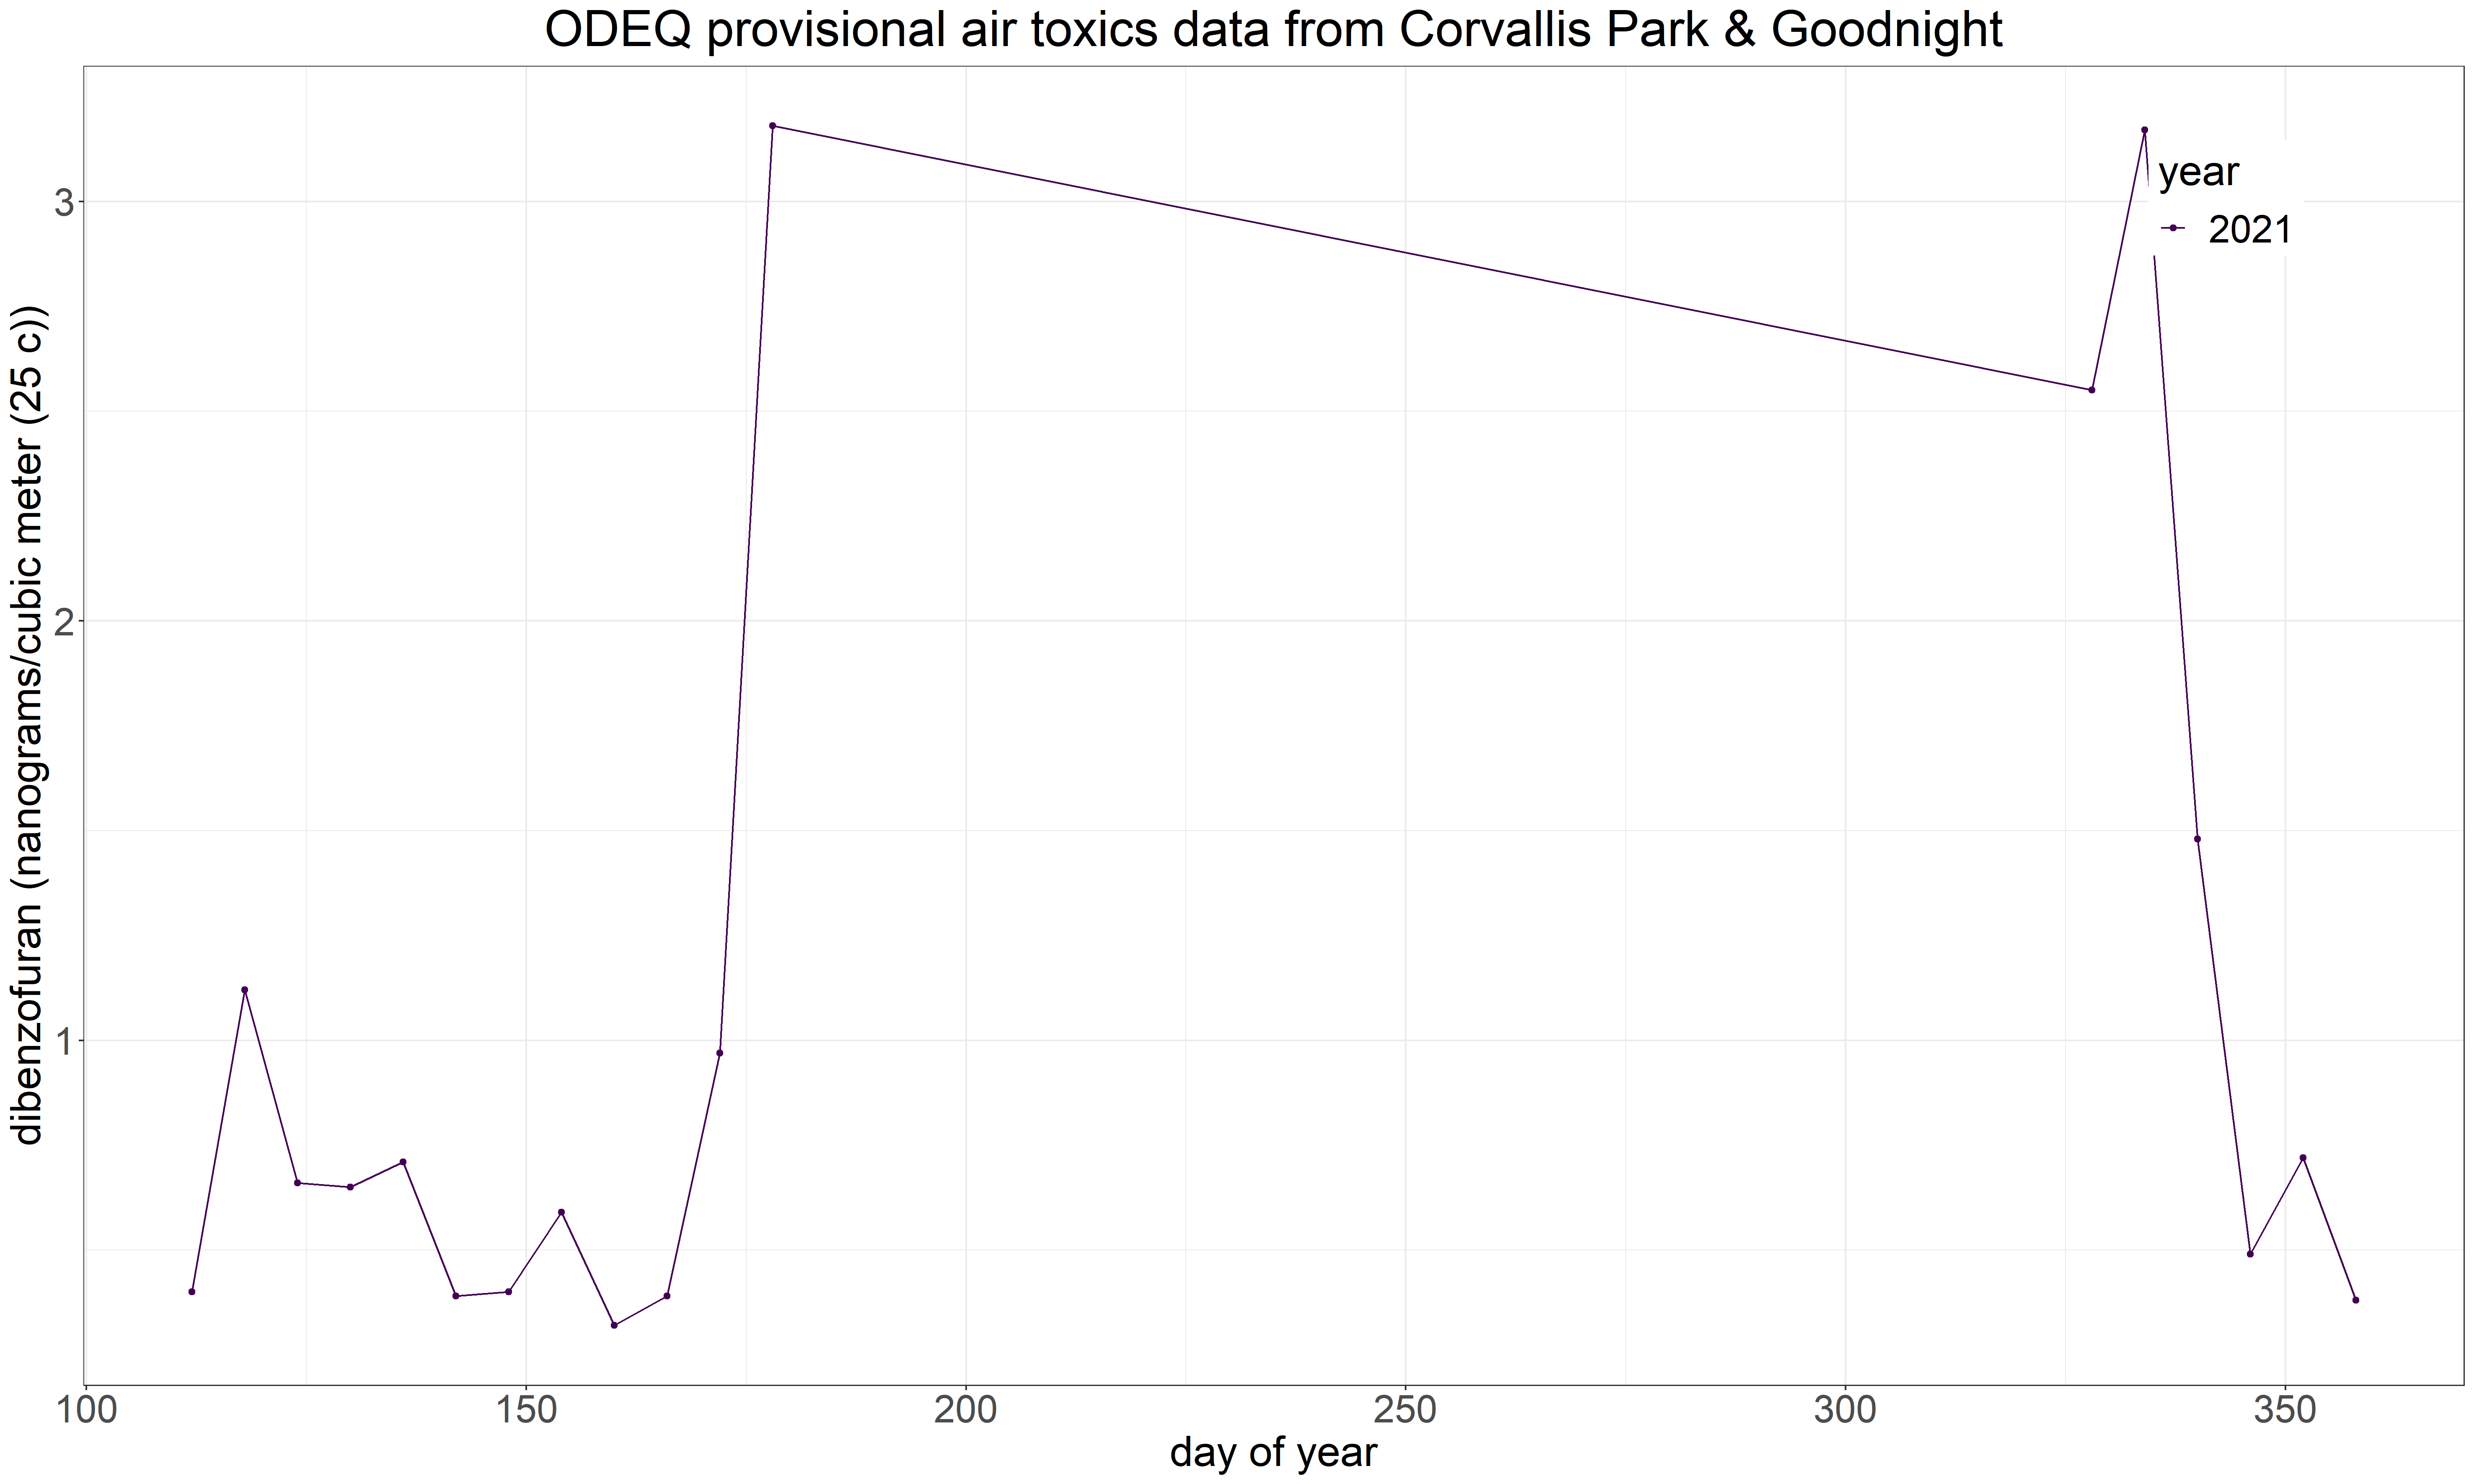 ODEQ provisional air toxics data from Corvallis Park & Goodnight
dibenzofuran (nanograms/cubic meter (25 c))
3
2
1
year
2021
100 150 200 250 300 350
day of year